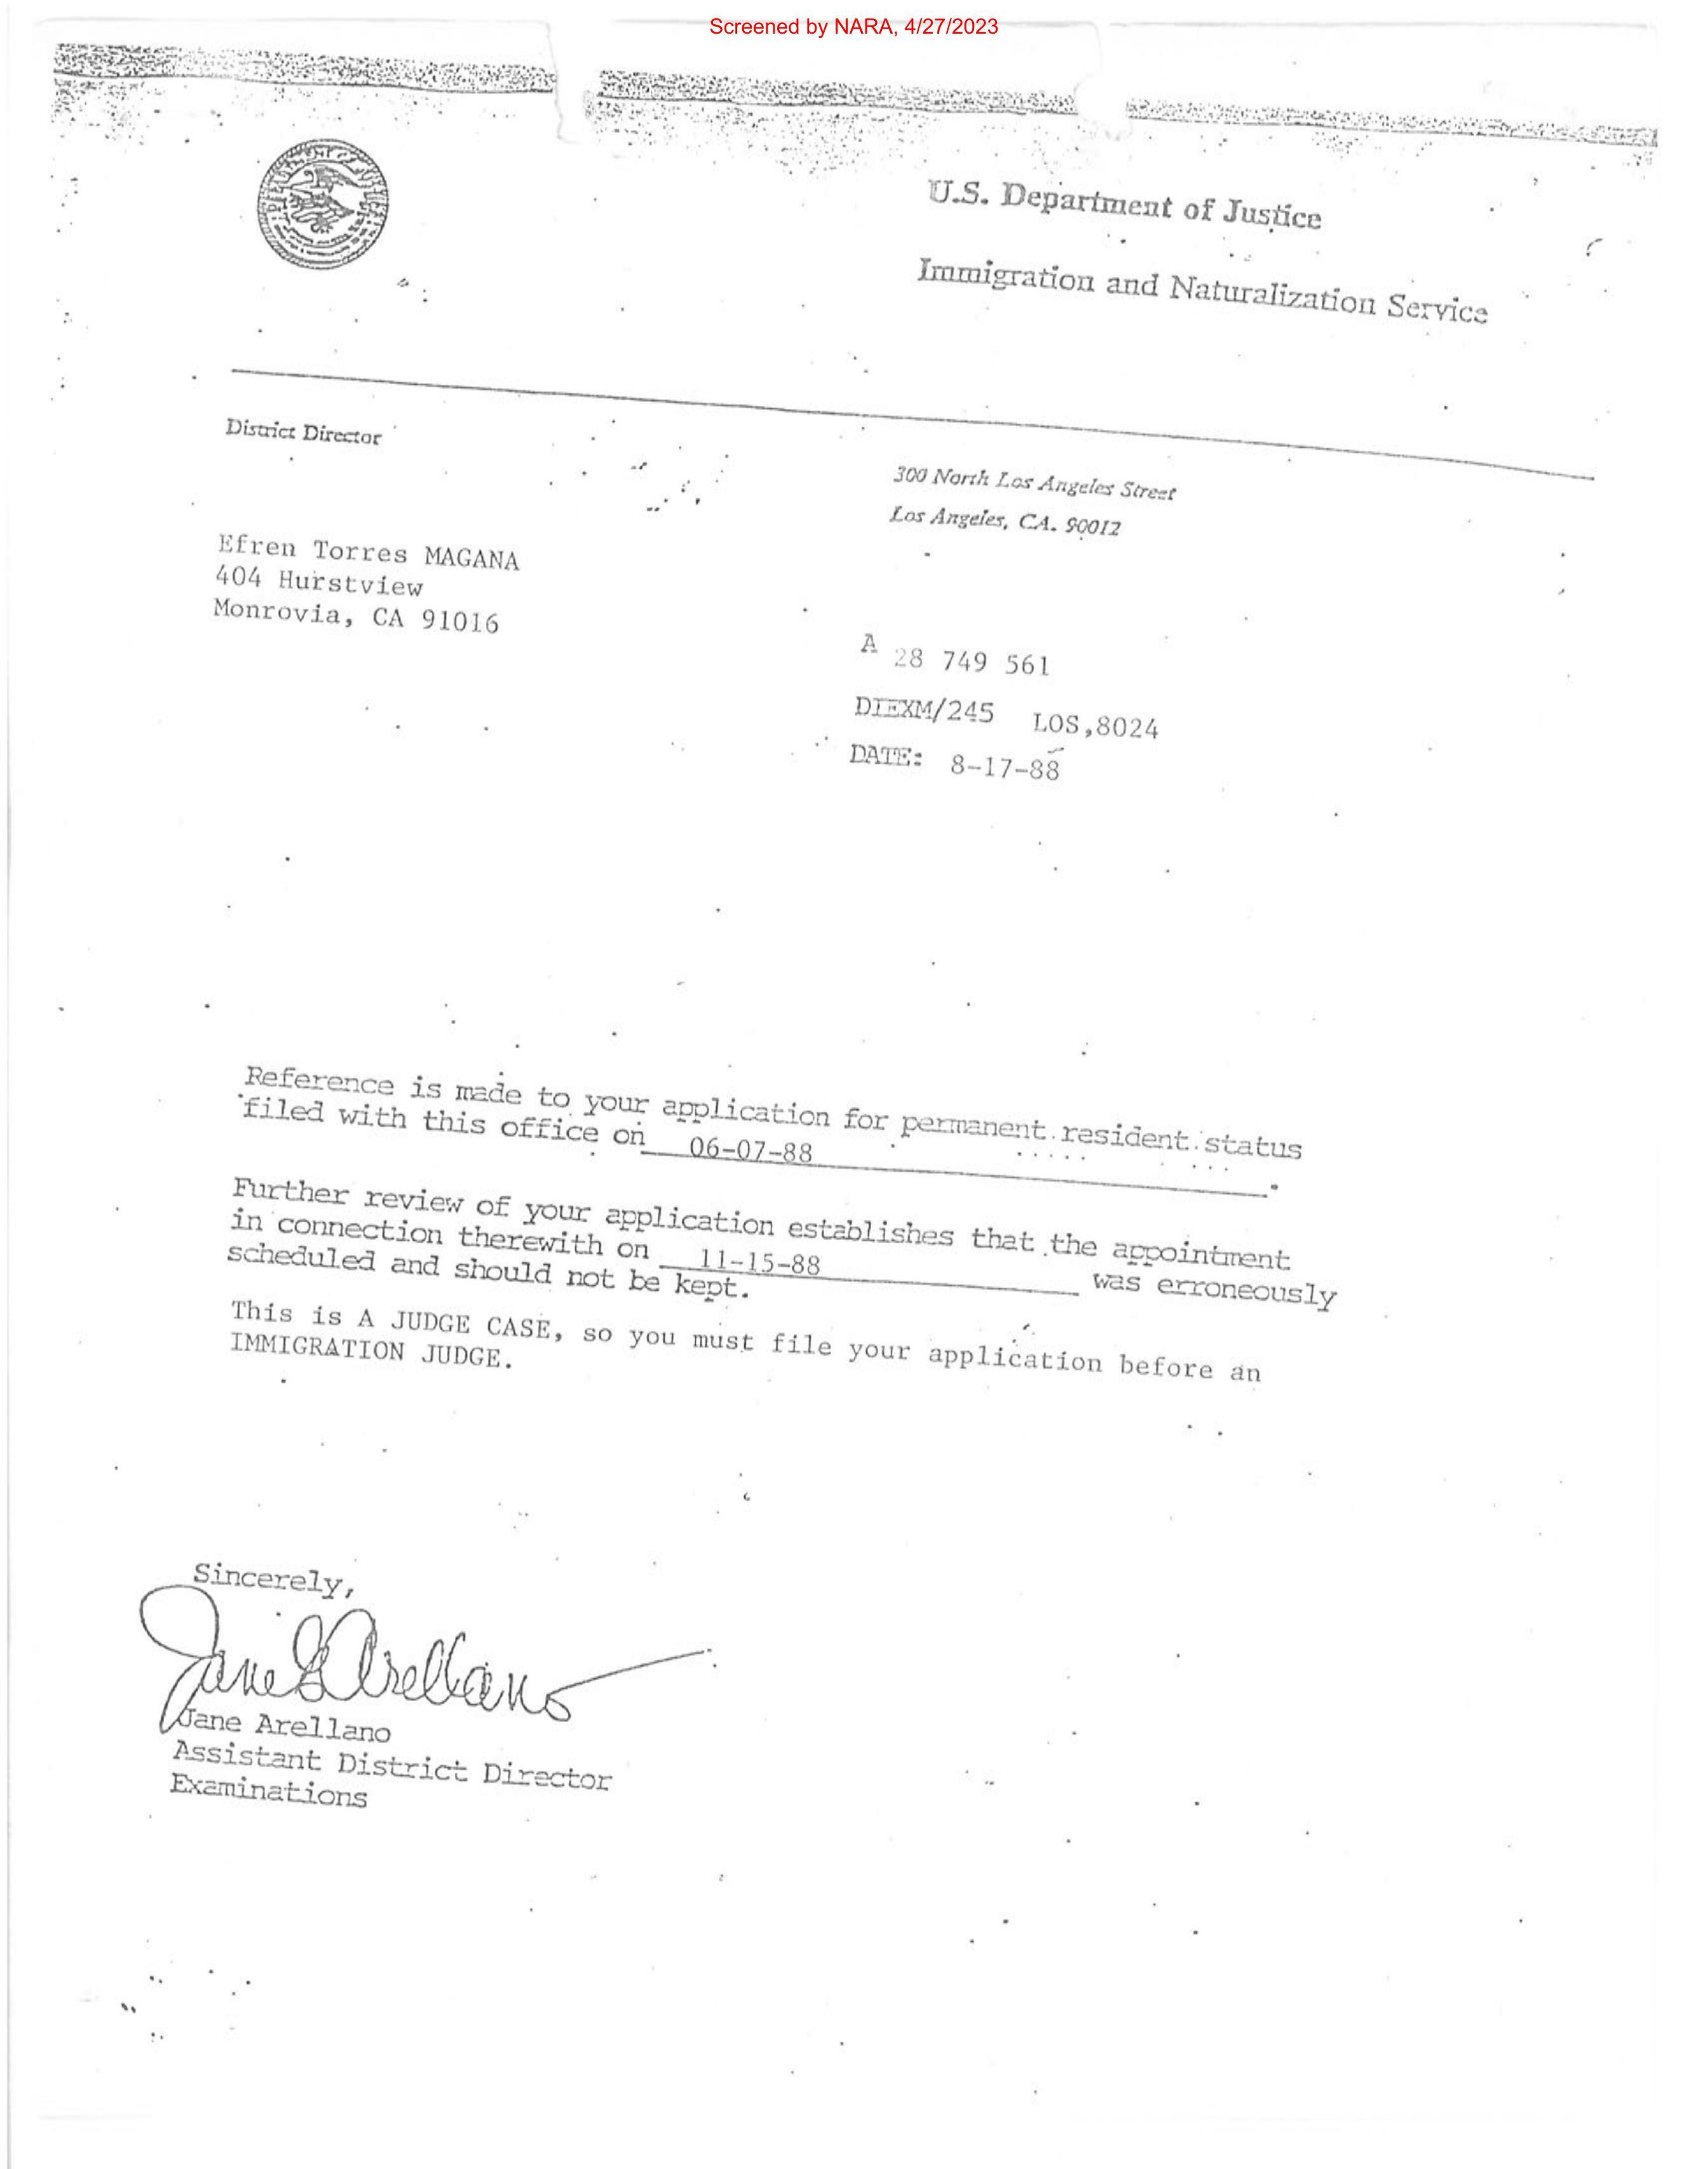 Screened by NARA, 4/27/2023
U.S. Department of Justice
Immigration and Naturalization Service
District Director
300 North Los Angeles Street
Los Angeles, CA. 90012
Efren Torres MAGANA
404 Hurstview
Monrovia, CA 91016
A 28 749 561
DIEXM/245 LOS,8024
DATE: 8-17-88
Reference is made to your application for permanent resident status
filed with this office on 06-07-88.
Further review of your application establishes that the appointment
in connection therewith on 11-15-88 was erroneously
scheduled and should not be kept.
This is A JUDGE CASE, so you must file your application before an
IMMIGRATION JUDGE.
Sincerely,
Jane Arellano
Jane Arellano
Assistant District Director
Examinations